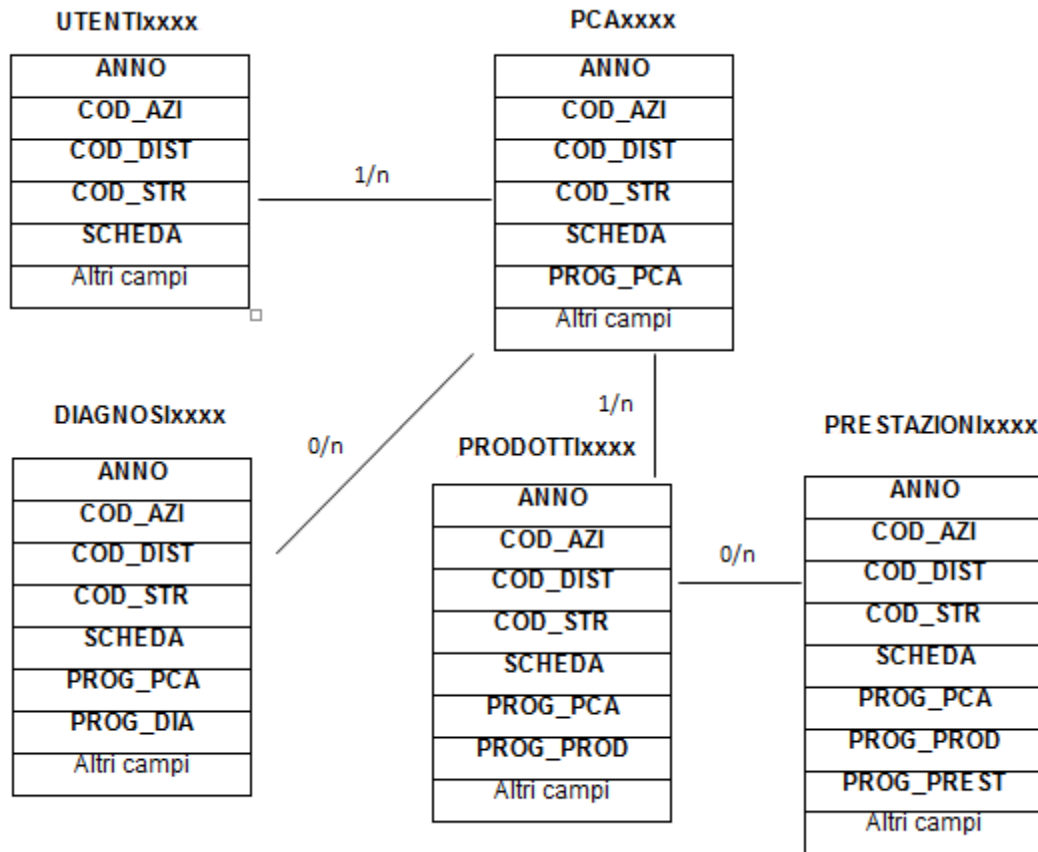 UTENTIxxxx
ANNO
COD_AZI
COD_DIST
COD_STR
SCHEDA
Altri campi
1/n
PCAxxxx
ANNO
COD_AZI
COD_DIST
COD_STR
SCHEDA
PROG_PCA
Altri campi
0/n
1/n
DIAGNOSIxxxx
ANNO
COD_AZI
COD_DIST
COD_STR
SCHEDA
PROG_PCA
PROG_DIA
Altri campi
PRODOTTIxxxx
ANNO
COD_AZI
COD_DIST
COD_STR
SCHEDA
PROG_PCA
PROG_PROD
Altri campi
0/n
PRESTAZIONIxxxx
ANNO
COD_AZI
COD_DIST
COD_STR
SCHEDA
PROG_PCA
PROG_PROD
PROG_PREST
Altri campi